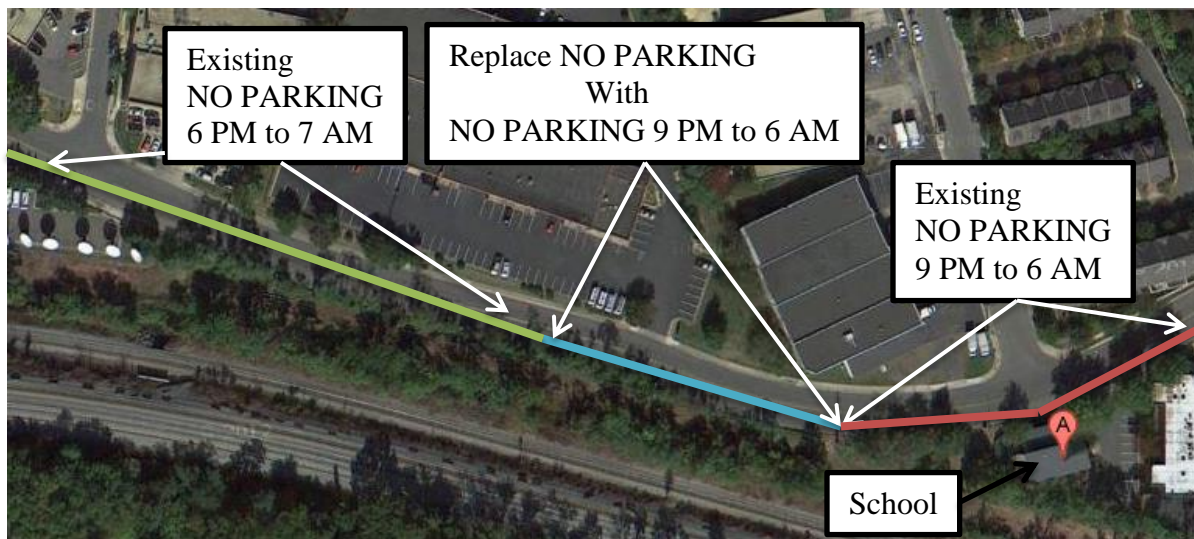 Existing
NO PARKING
6 PM to 7 AM
Replace NO PARKING
With
NO PARKING 9 PM to 6 AM
Existing
NO PARKING
9 PM to 6 AM
A
School